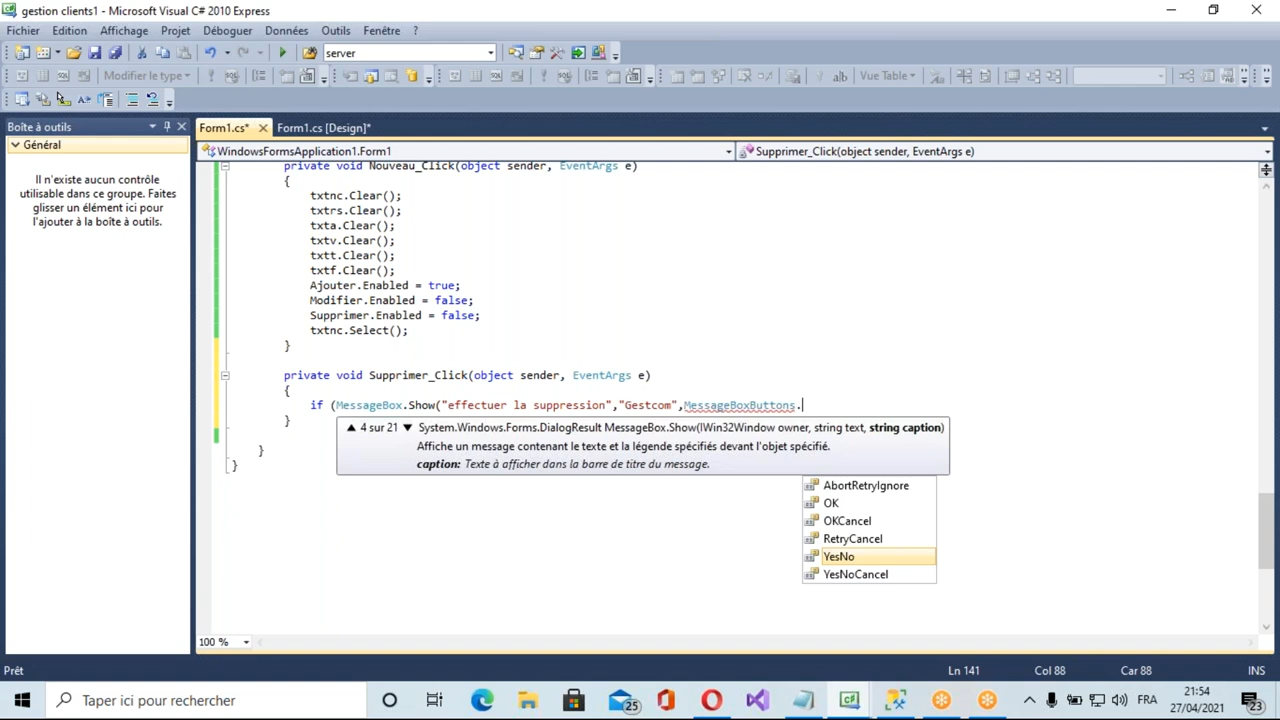 gestion clients1 - Microsoft Visual C# 2010 Express
Fichier Edition Affichage Projet Déboguer Données Outils Fenêtre ?
server
Modifier le type
Vue Table
Boîte à outils
Général
Il n'existe aucun contrôle
utilisable dans ce groupe. Faites
glisser un élément ici pour
l'ajouter à la boîte à outils.
Form1.cs* Form1.cs [Design]*
WindowsFormsApplication1.Form1 Supprimer_Click(object sender, EventArgs e)
private void Nouveau_Click(object sender, EventArgs e)
{
txtnc.Clear();
txtrs.Clear();
txta.Clear();
txtv.Clear();
txtt.Clear();
txtf.Clear();
Ajouter.Enabled = true;
Modifier.Enabled = false;
Supprimer.Enabled = false;
txtnc.Select();
}
private void Supprimer_Click(object sender, EventArgs e)
{
if (MessageBox.Show("effectuer la suppression","Gestcom",MessageBoxButtons.
}
}
}
4 sur 21 System.Windows.Forms.DialogResult MessageBox.Show(IWin32Window owner, string text, string caption)
Affiche un message contenant le texte et la légende spécifiés devant l'objet spécifié.
caption: Texte à afficher dans la barre de titre du message.
AbortRetryIgnore
OK
OKCancel
RetryCancel
YesNo
YesNoCancel
100 %
Prêt Ln 141 Col 88 Car 88 INS
Taper ici pour rechercher
25
FRA
21:54
27/04/2021
23